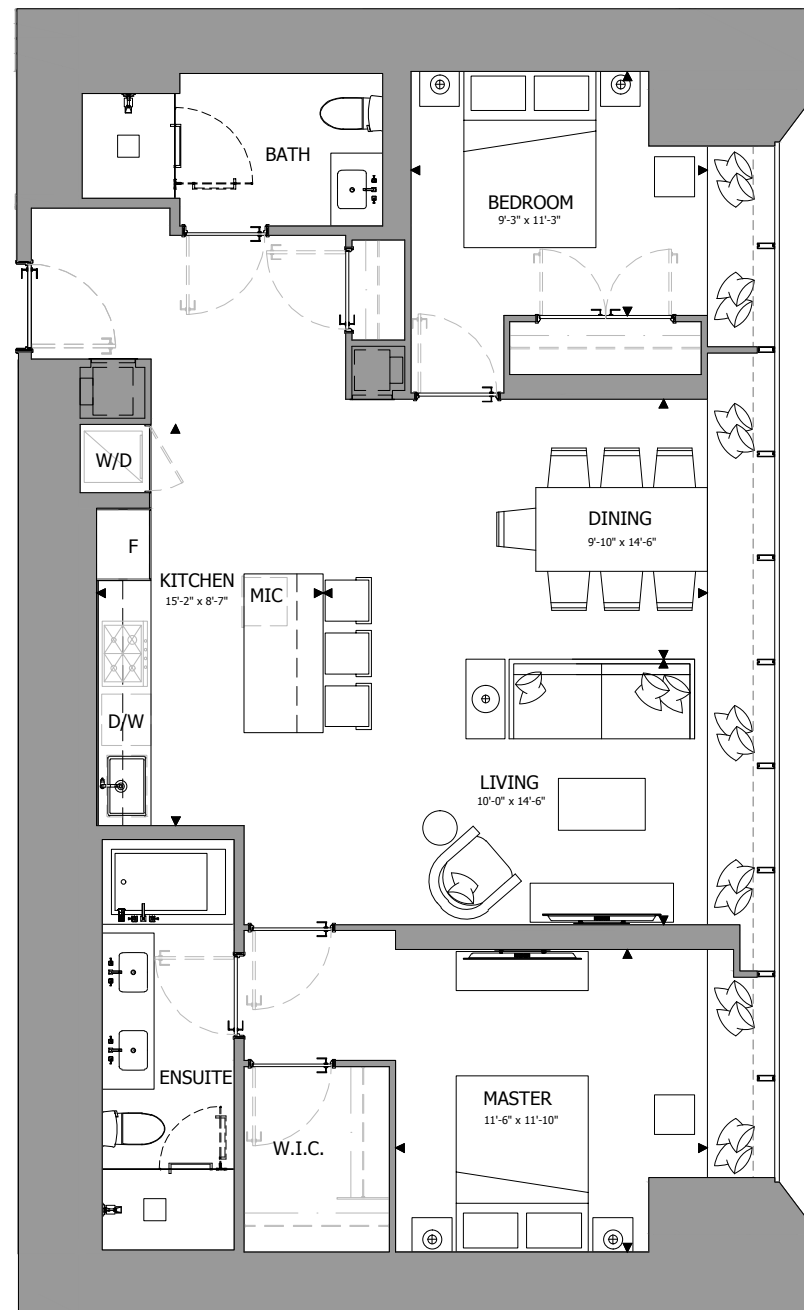 BATH
BEDROOM
9'-3" x 11'-3"
W/D
F
DINING
9'-10" x 14'-6"
KITCHEN
15'-2" x 8'-7"
MIC
D/W
LIVING
10'-0" x 14'-6"
ENSUITE
MASTER
11'-6" x 11'-10"
W.I.C.